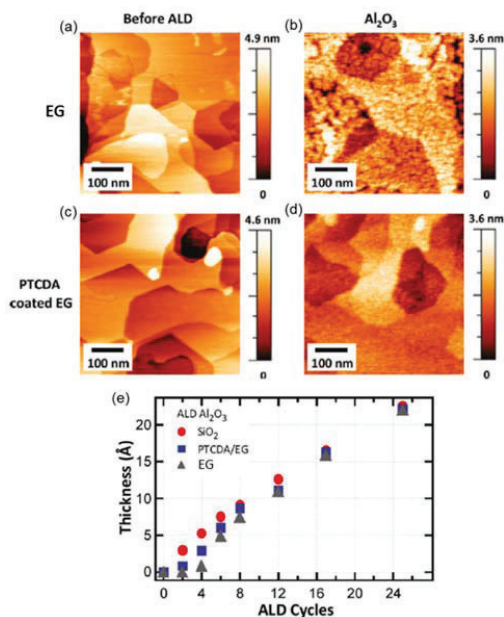 Before ALD
Al₂O₃
(a)
4.9 nm
(b)
3.6 nm
EG
100 nm
0
100 nm
0
(c)
4.6 nm
(d)
3.6 nm
PTCDA
coated EG
100 nm
0
100 nm
0
(e)
ALD Al₂O₃
SiO₂
PTCDA/EG
EG
Thickness (Å)
20
15
10
5
0
0 4 8 12 16 20 24
ALD Cycles